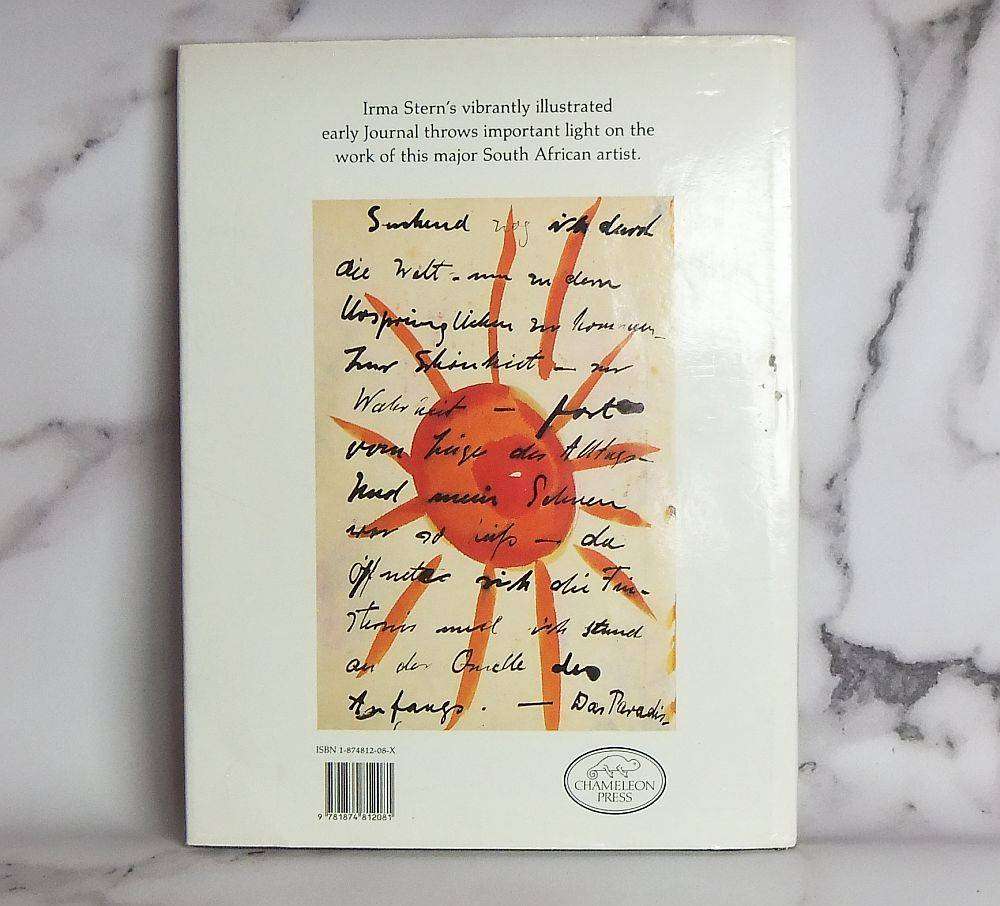 Irma Stern's vibrantly illustrated
early Journal throws important light on the
work of this major South African artist.
Suchend zog ich durch
die Welt – um zu dem
Ursprünglichen zu kommen
Zur Schönheit – zur
Wahrheit – fort
vom Lüge des Alltags –
Und mein Sehnen
war so heiß – da
öffnete sich die Fin-
sternis und ich stand
an der Quelle des
Anfangs. — Das Paradis.
ISBN 1-874812-08-X
9 781874 812081
CHAMELEON
PRESS